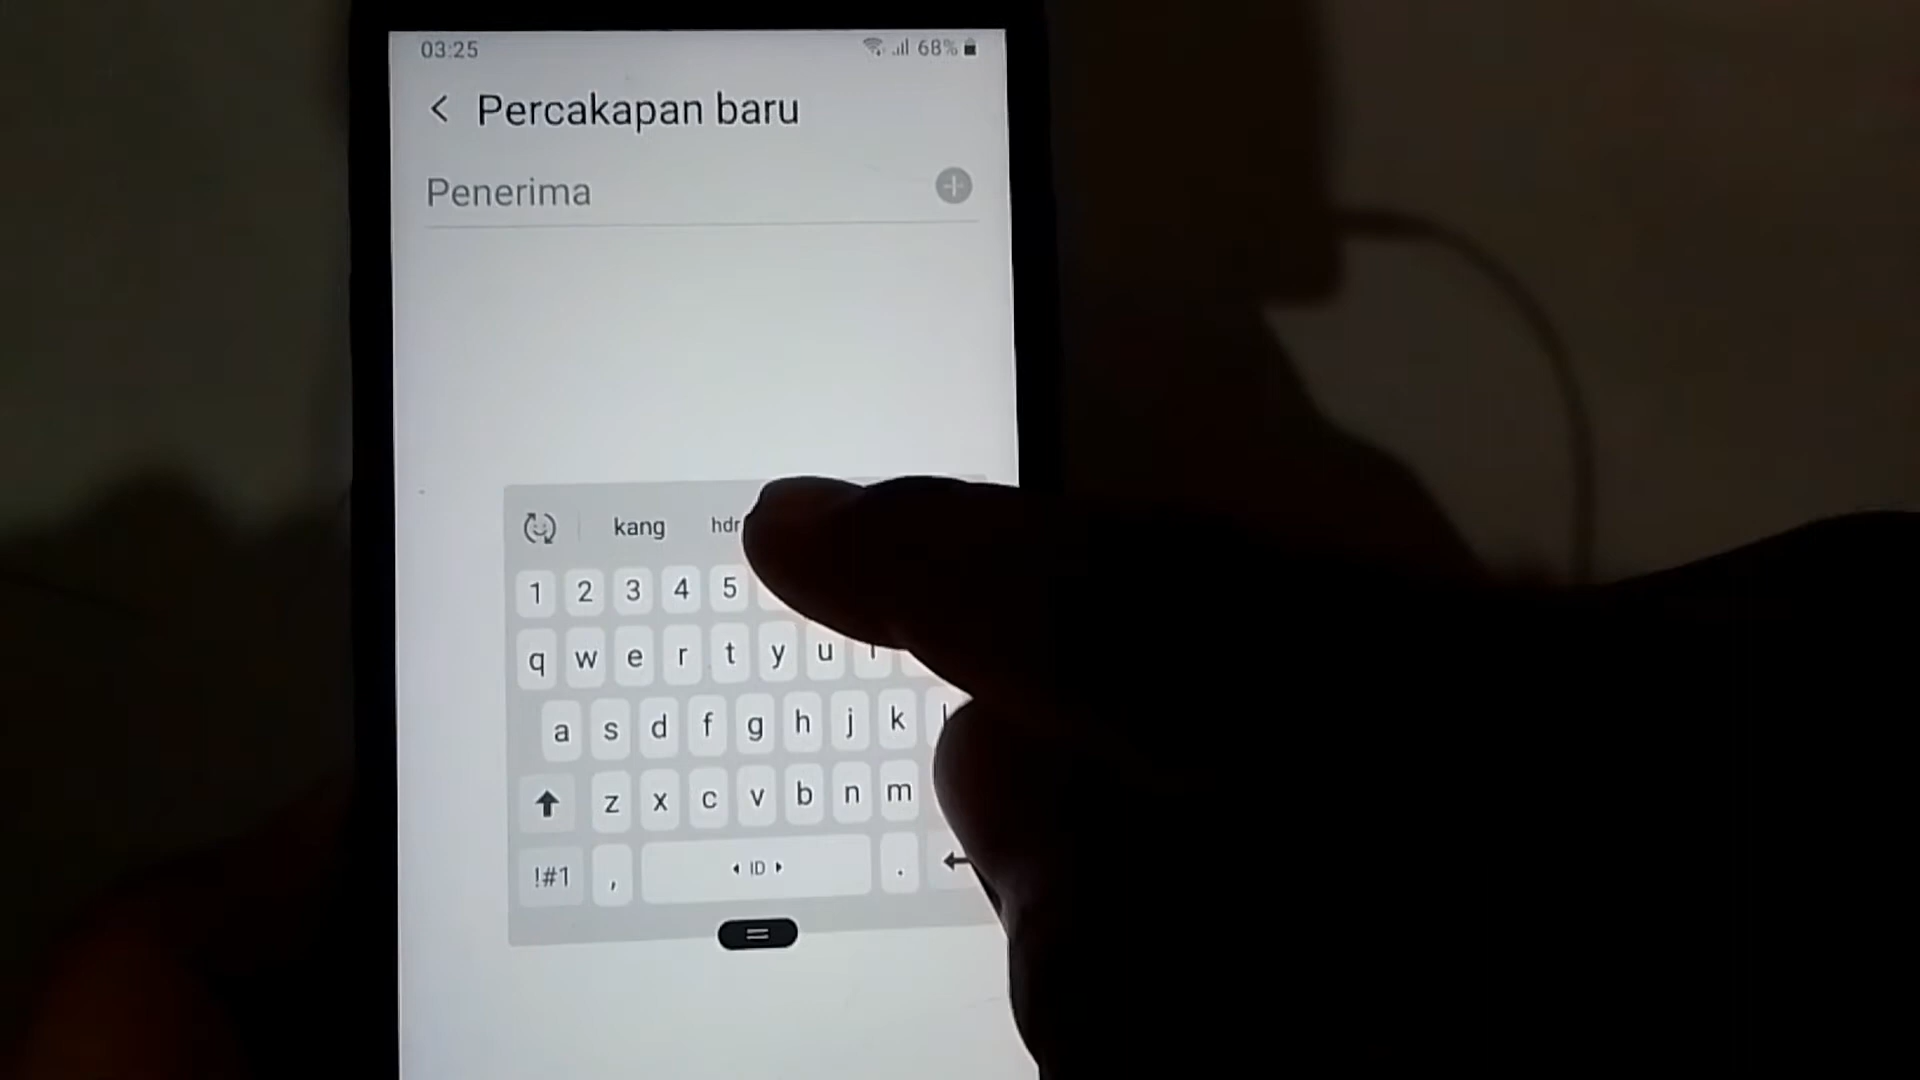 03:25 68%
< Percakapan baru
Penerima
kang hdr
1 2 3 4 5
q w e r t y u
a s d f g h j k
z x c v b n m
!#1 , ID .